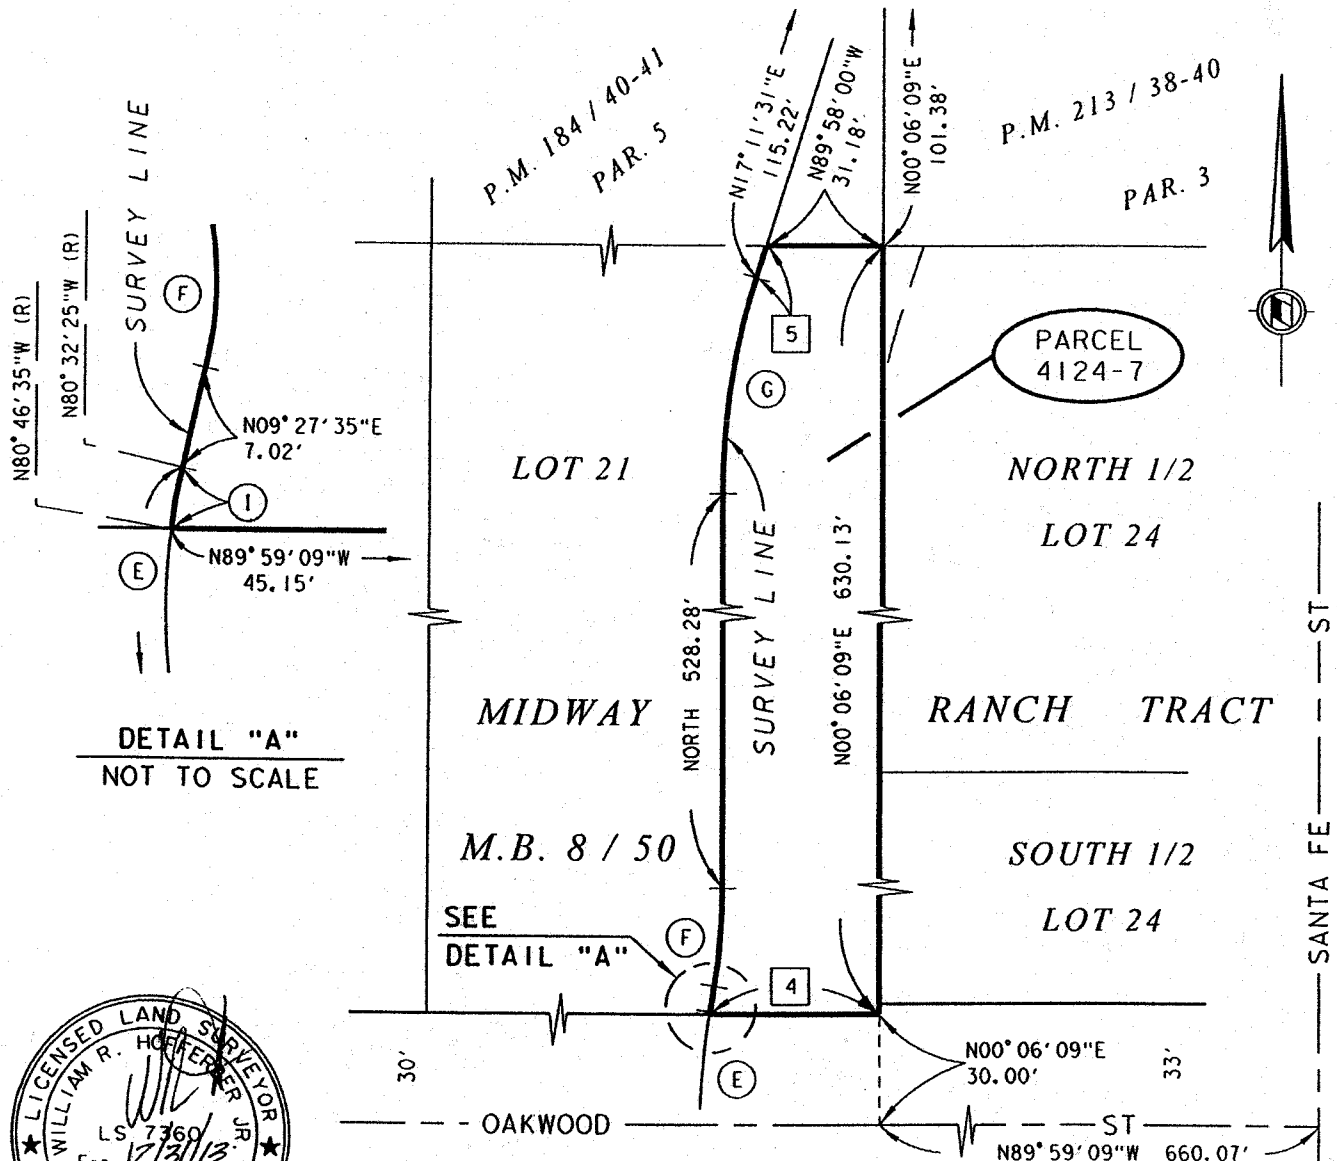 P.M. 184 / 40-41
PAR. 5
N17°11'31"E
115.22'
N89°58'00"W
31.18'
N00°06'09"E
101.38'
P.M. 213 / 38-40
PAR. 3
SURVEY LINE
N80°46'35"W (R)
N80°32'25"W (R)
F
N09°27'35"E
7.02'
I
E
N89°59'09"W
45.15'
DETAIL "A"
NOT TO SCALE
5
G
PARCEL
4124-7
LOT 21
NORTH 1/2
LOT 24
NORTH 528.28'
SURVEY LINE
N00°06'09"E 630.13'
MIDWAY
RANCH TRACT
M.B. 8 / 50
SOUTH 1/2
LOT 24
SEE
DETAIL "A"
F
4
E
N00°06'09"E
30.00'
30'
33'
OAKWOOD ST
N89°59'09"W 660.07'
SANTA FE ST
LICENSED LAND SURVEYOR
WILLIAM R. HOFFERBER JR.
LS 7360
12/31/13